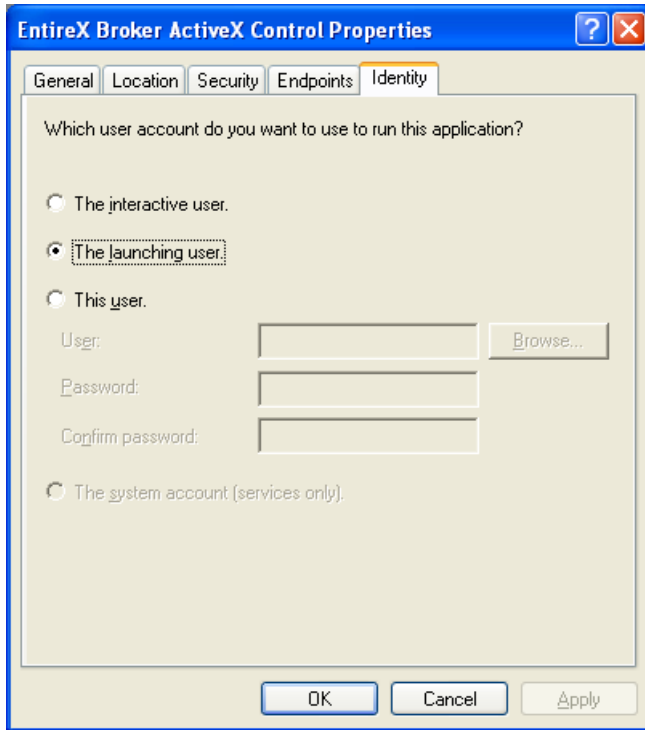 EntireX Broker ActiveX Control Properties
General Location Security Endpoints Identity
Which user account do you want to use to run this application?
The interactive user.
The launching user.
This user.
User:
Browse...
Password:
Confirm password:
The system account (services only).
OK Cancel Apply